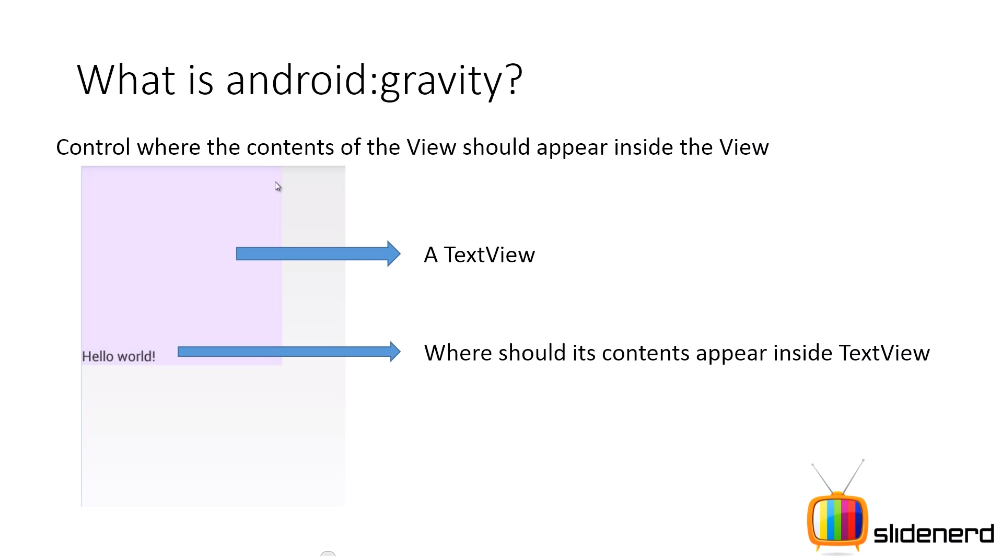 What is android:gravity?
Control where the contents of the View should appear inside the View
A TextView
Hello world!
Where should its contents appear inside TextView
slidenerd